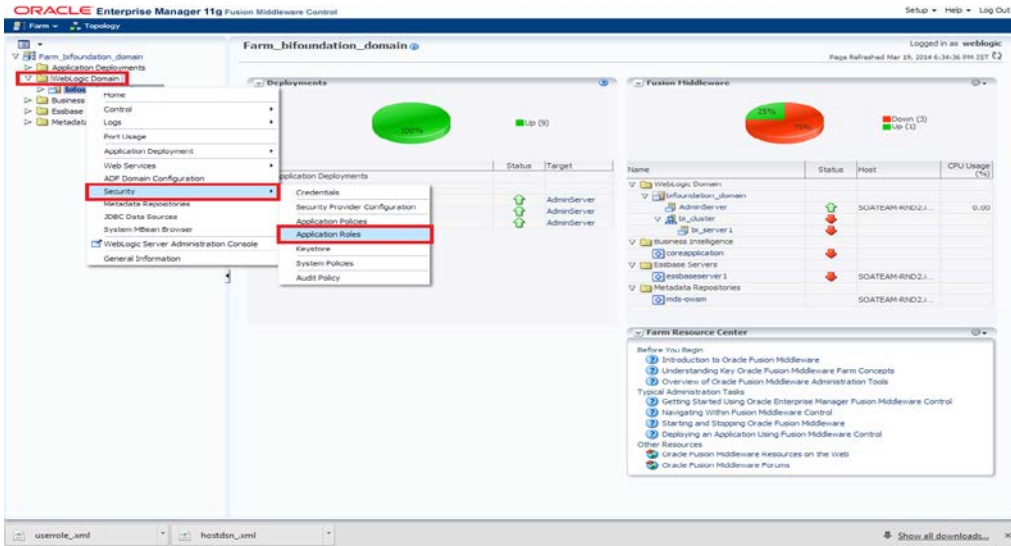 ORACLE Enterprise Manager 11g Fusion Middleware Control
Setup Help Log Out
Farm Topology
Farm_bifoundation_domain
Logged in as weblogic
Page Refreshed Mar 19, 2014 6:34:36 PM IST
Farm_bifoundation_domain
Application Deployments
WebLogic Domain
bifos
Business
Essbase
Metadata
Home
Control
Logs
Port Usage
Application Deployment
Web Services
ADF Domain Configuration
Security
Metadata Repositories
JDBC Data Sources
System MBean Browser
WebLogic Server Administration Console
General Information
Credentials
Security Provider Configuration
Application Policies
Application Roles
Keystore
System Policies
Audit Policy
Deployments
100%
Up (9)
Status Target
Application Deployments
AdminServer
AdminServer
AdminServer
Fusion Middleware
25%
75%
Down (3)
Up (1)
Name Status Host CPU Usage (%)
WebLogic Domain
bifoundation_domain
AdminServer SOATEAM-RND2.i... 0.00
bi_cluster
bi_server1
Business Intelligence
coreapplication
Essbase Servers
essbaseserver1 SOATEAM-RND2.i...
Metadata Repositories
mds-owsm SOATEAM-RND2.i...
Farm Resource Center
Before You Begin
Introduction to Oracle Fusion Middleware
Understanding Key Oracle Fusion Middleware Farm Concepts
Overview of Oracle Fusion Middleware Administration Tools
Typical Administration Tasks
Getting Started Using Oracle Enterprise Manager Fusion Middleware Control
Navigating Within Fusion Middleware Control
Starting and Stopping Oracle Fusion Middleware
Deploying an Application Using Fusion Middleware Control
Other Resources
Oracle Fusion Middleware Resources on the Web
Oracle Fusion Middleware Forums
userrole_.xml
hostdsn_.xml
Show all downloads...